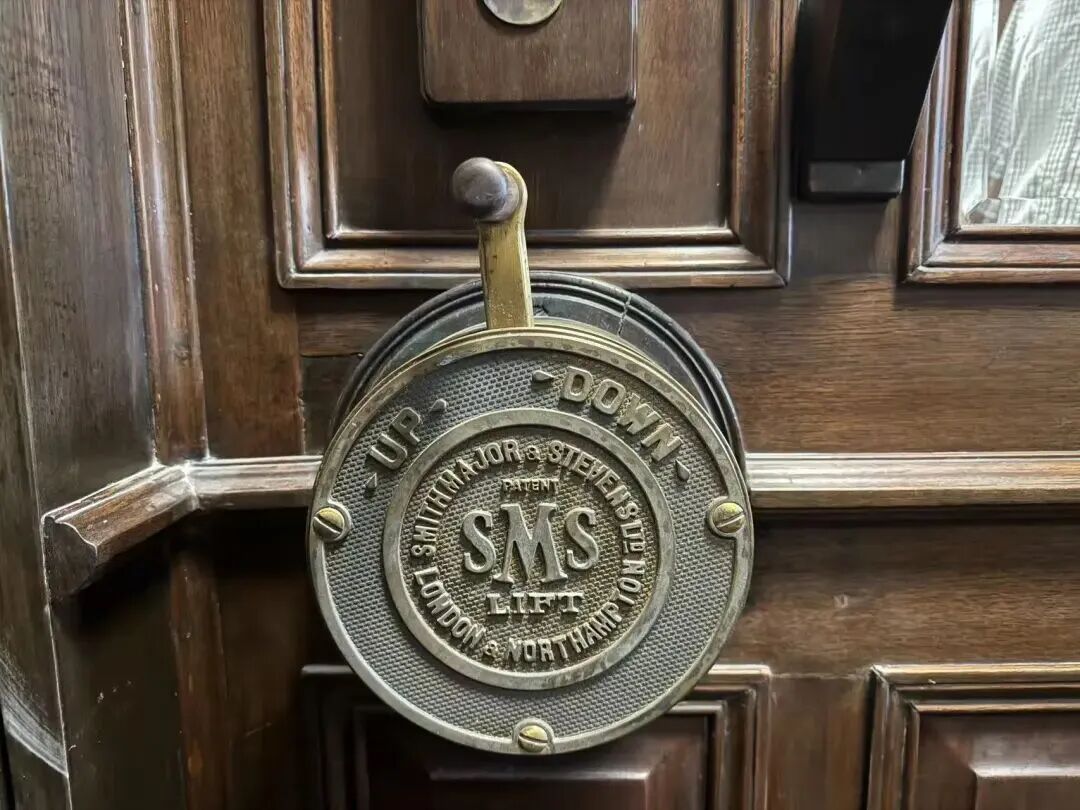 UP
DOWN
SMITH MAJOR & STEVENS LTD
PATENT
SMS
LIFT
LONDON & NORTHAMPTON